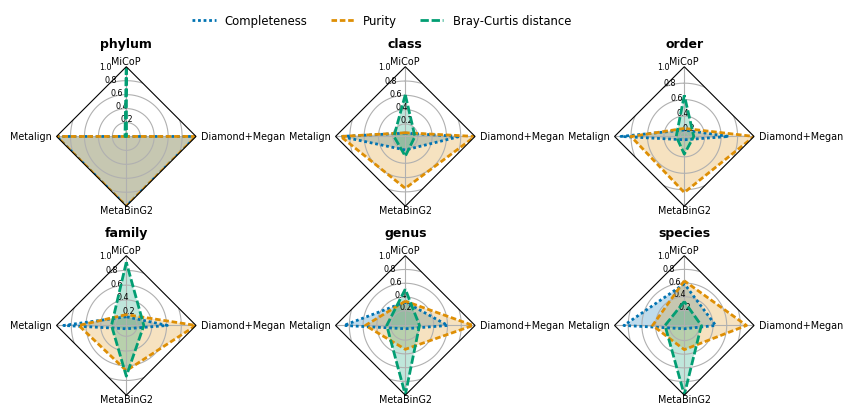 Completeness Purity Bray-Curtis distance
phylum class order
MiCoP MiCoP MiCoP
1.0 1.0 1.0
0.8 0.8 0.8
0.6 0.6 0.6
0.4 0.4 0.4
0.2 0.2 0.2
Metalign Diamond+Megan Metalign Diamond+Megan Metalign Diamond+Megan
MetaBinG2 MetaBinG2 MetaBinG2
family genus species
MiCoP MiCoP MiCoP
1.0 1.0 1.0
0.8 0.8 0.8
0.6 0.6 0.6
0.4 0.4 0.4
0.2 0.2 0.2
Metalign Diamond+Megan Metalign Diamond+Megan Metalign Diamond+Megan
MetaBinG2 MetaBinG2 MetaBinG2